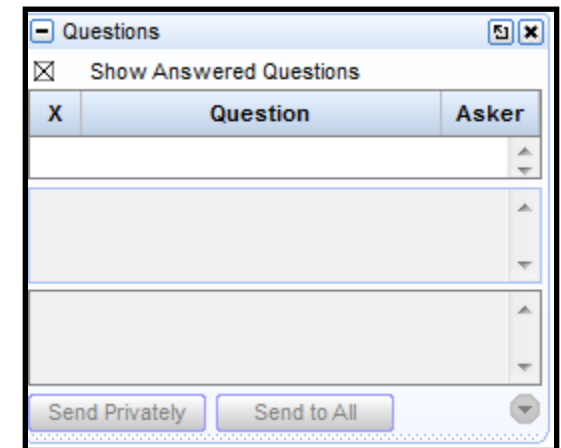 Questions
Show Answered Questions
X Question Asker
Send Privately Send to All